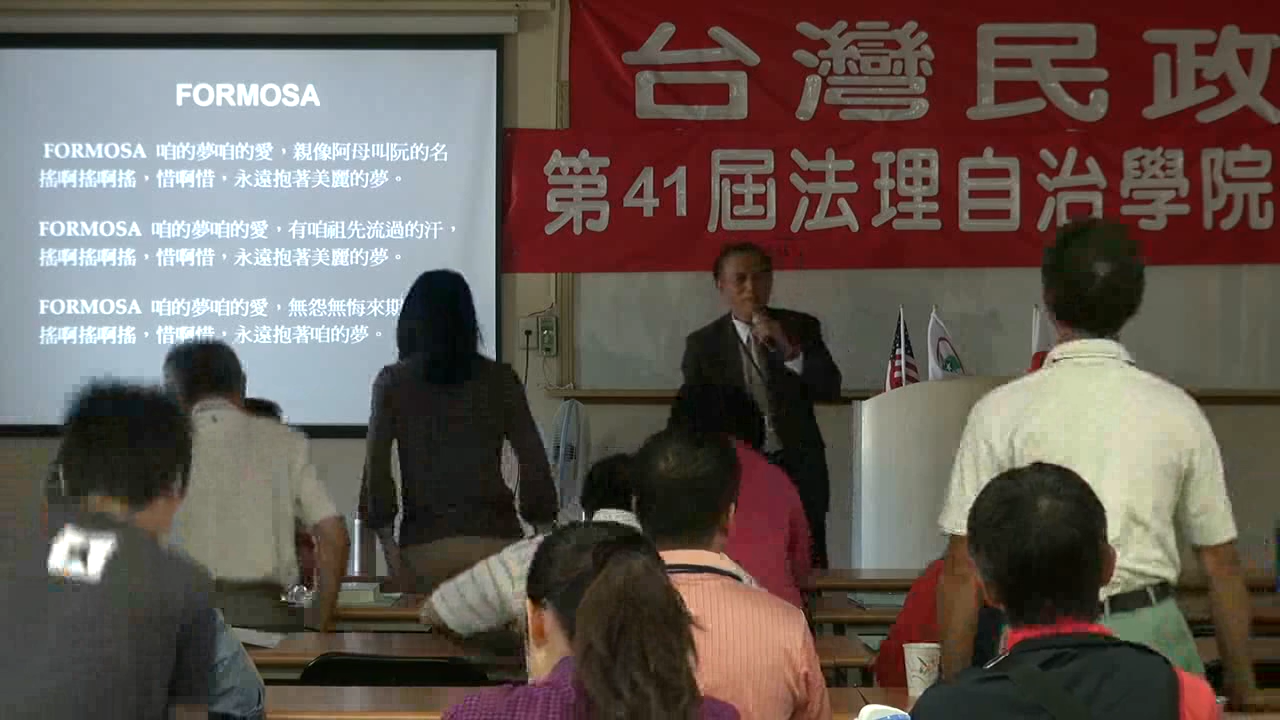 FORMOSA
FORMOSA 咱的夢咱的愛，親像阿母叫阮的名
搖啊搖啊搖，惜啊惜，永遠抱著美麗的夢。
FORMOSA 咱的夢咱的愛，有咱祖先流過的汗，
搖啊搖啊搖，惜啊惜，永遠抱著美麗的夢。
FORMOSA 咱的夢咱的愛，無怨無悔來期
搖啊搖啊搖，惜啊惜，永遠抱著咱的夢。
台灣民政
第41屆法理自治學院